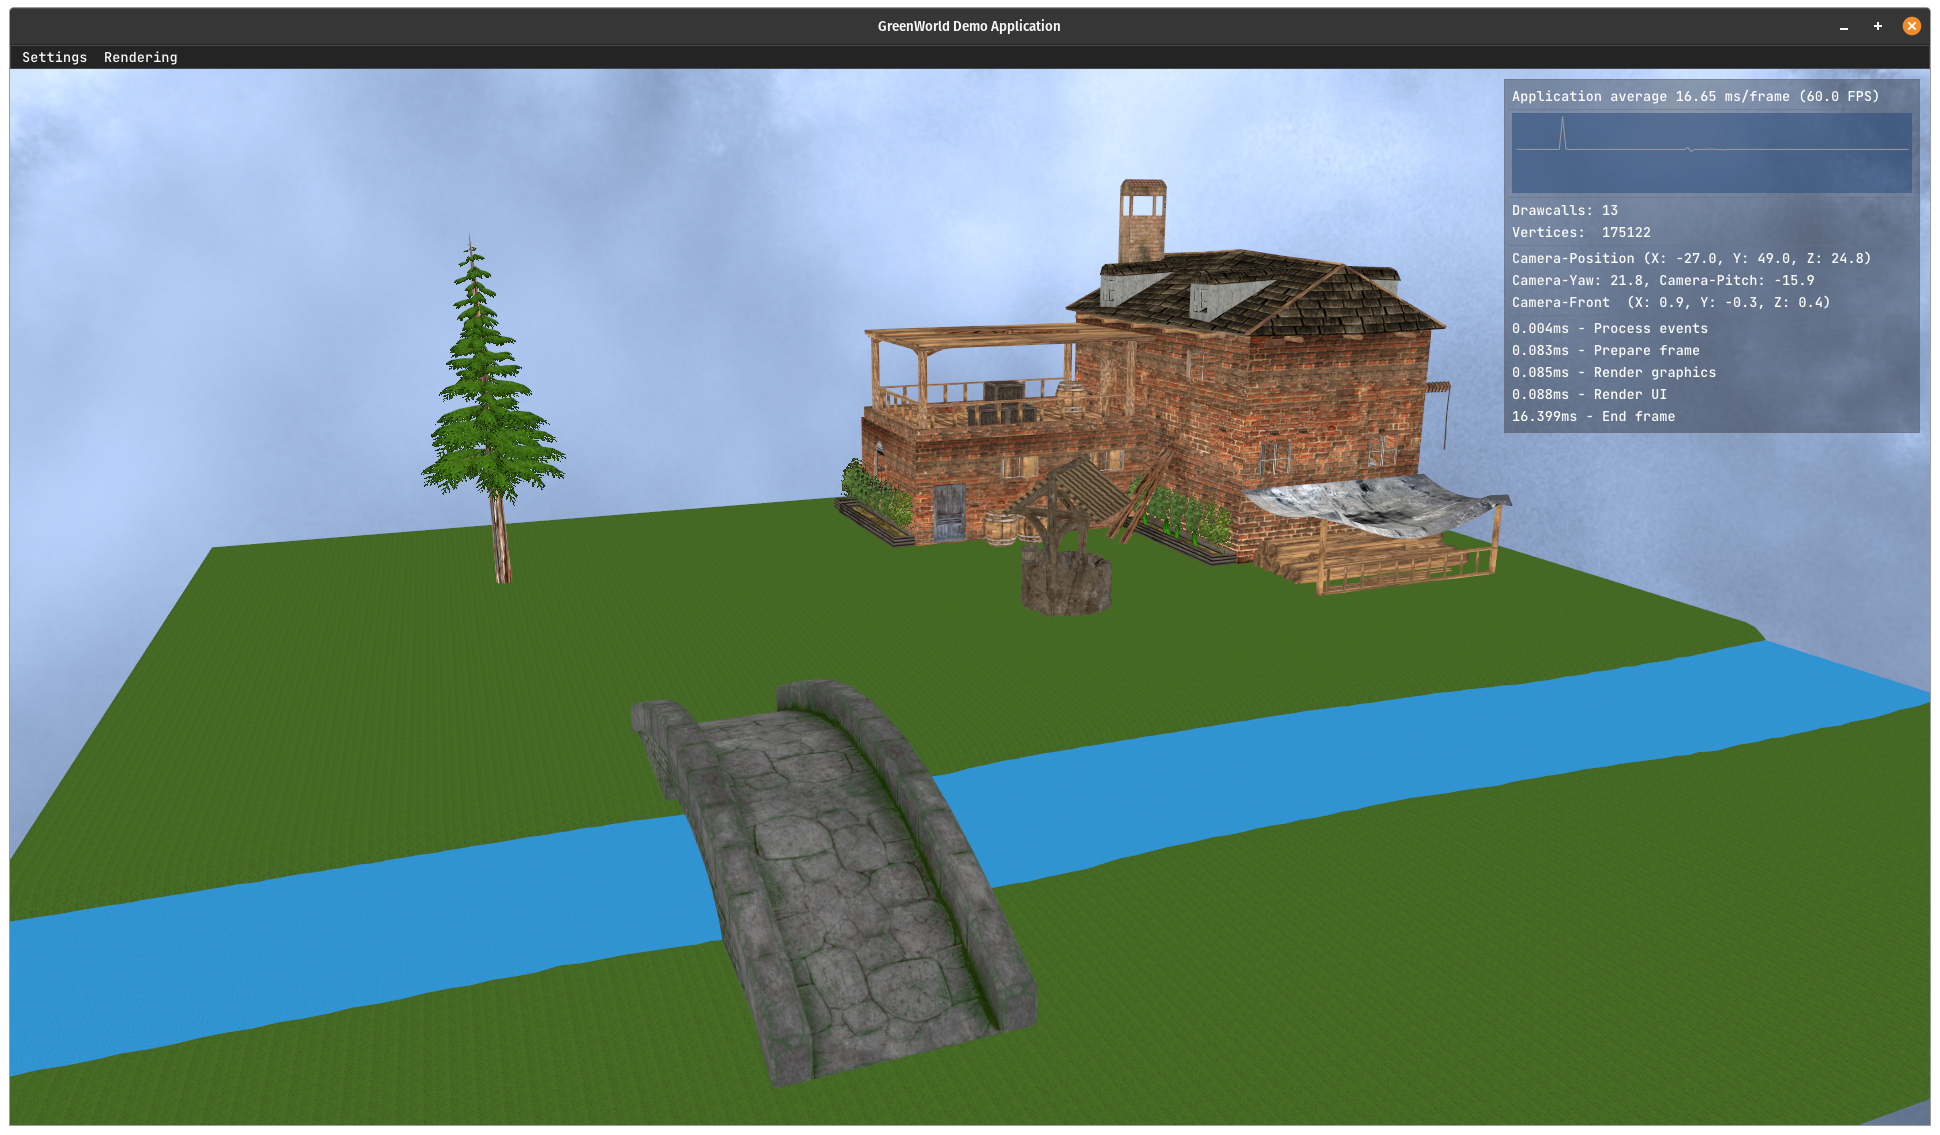 GreenWorld Demo Application
Settings Rendering
Application average 16.65 ms/frame (60.0 FPS)
Drawcalls: 13
Vertices: 175122
Camera-Position (X: -27.0, Y: 49.0, Z: 24.8)
Camera-Yaw: 21.8, Camera-Pitch: -15.9
Camera-Front (X: 0.9, Y: -0.3, Z: 0.4)
0.004ms - Process events
0.083ms - Prepare frame
0.085ms - Render graphics
0.088ms - Render UI
16.399ms - End frame